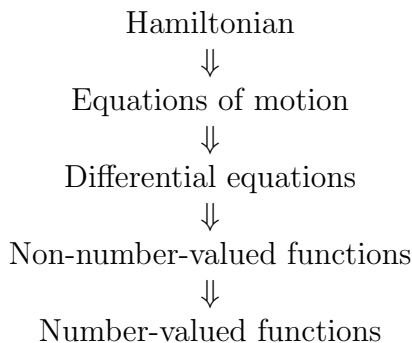 Hamiltonian
⇓
Equations of motion
⇓
Differential equations
⇓
Non-number-valued functions
⇓
Number-valued functions